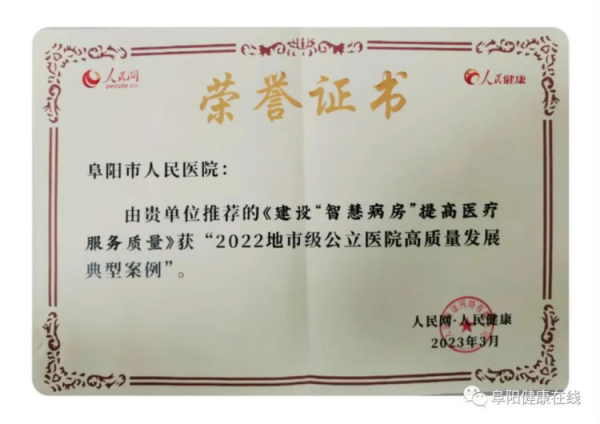 人民网
people.cn
人民健康
荣誉证书
阜阳市人民医院：
由贵单位推荐的《建设“智慧病房”提高医疗
服务质量》获“2022地市级公立医院高质量发展
典型案例”。
人民网·人民健康
2023年3月
阜阳健康在线